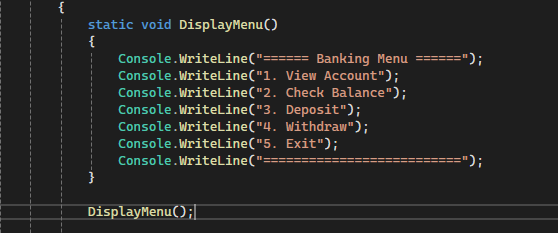 {
static void DisplayMenu()
{
Console.WriteLine("====== Banking Menu ======");
Console.WriteLine("1. View Account");
Console.WriteLine("2. Check Balance");
Console.WriteLine("3. Deposit");
Console.WriteLine("4. Withdraw");
Console.WriteLine("5. Exit");
Console.WriteLine("==========================");
}
DisplayMenu();